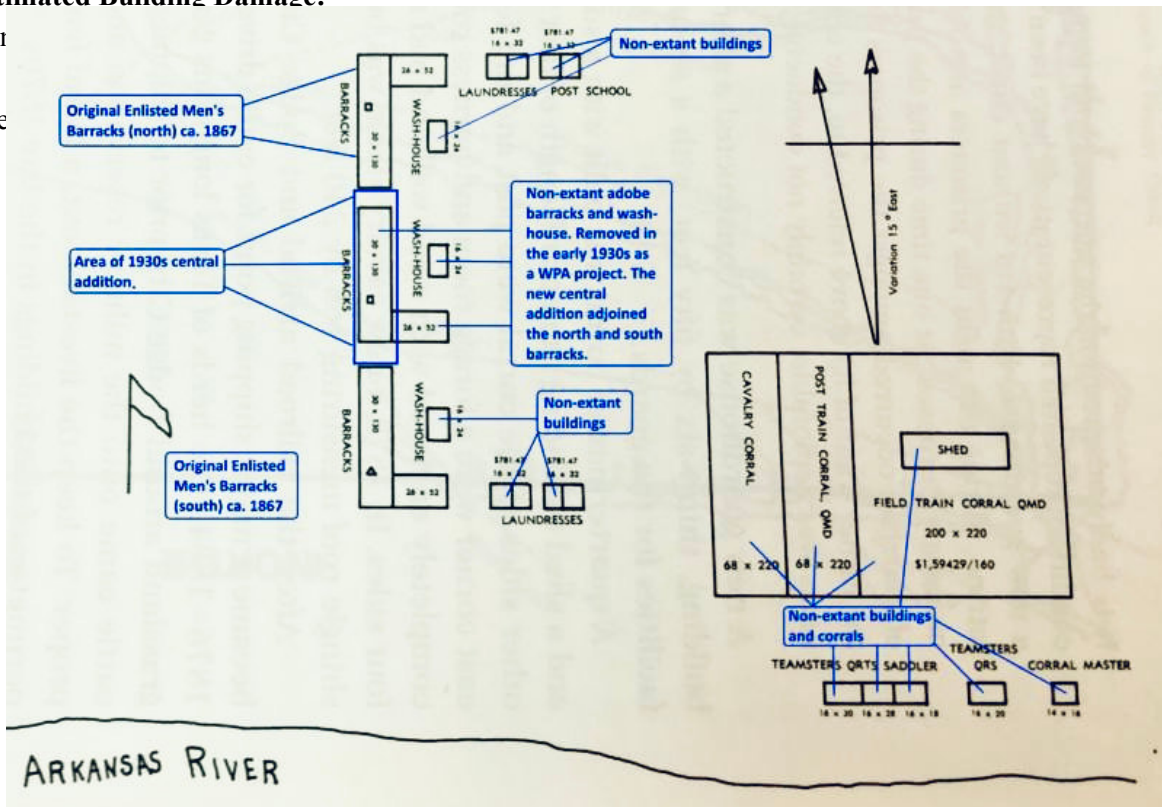 $781.47 $781.47
16 x 32 16 x 32
Non-extant buildings
LAUNDRESSES POST SCHOOL
26 x 52
BARRACKS
30 x 130
WASH-HOUSE
16 x 24
Original Enlisted Men's
Barracks (north) ca. 1867
Non-extant adobe
barracks and wash-
house. Removed in
the early 1930s as
a WPA project. The
new central
addition adjoined
the north and south
barracks.
Area of 1930s central
addition.
BARRACKS
30 x 130
WASH-HOUSE
16 x 24
26 x 52
Variation 15° East
BARRACKS
30 x 130
WASH-HOUSE
16 x 24
26 x 52
Non-extant
buildings
Original Enlisted
Men's Barracks
(south) ca. 1867
$781.47 $781.47
16 x 32 16 x 32
LAUNDRESSES
CAVALRY CORRAL
68 x 220
POST TRAIN CORRAL, QMD
68 x 220
SHED
FIELD TRAIN CORRAL QMD
200 x 220
$1,59429/160
Non-extant buildings
and corrals
TEAMSTERS QRTS SADDLER
TEAMSTERS
QRS
CORRAL MASTER
16 x 30 16 x 28 16 x 18 16 x 20 14 x 16
ARKANSAS RIVER